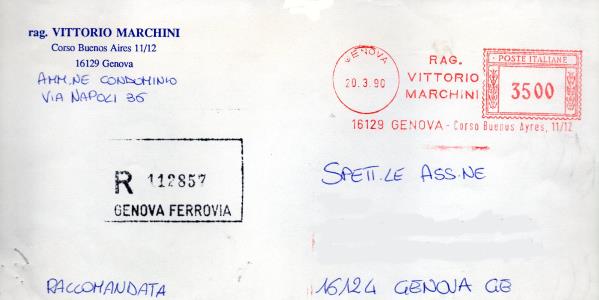 rag. VITTORIO MARCHINI
Corso Buenos Aires 11/12
16129 Genova
AMM.NE CONDOMINIO
VIA NAPOLI 36
GENOVA
20.3.90
RAG.
VITTORIO
MARCHINI
POSTE ITALIANE
3500
16129 GENOVA - Corso Buenos Ayres, 11/12
R 112857
GENOVA FERROVIA
SPETT.LE ASS.NE
RACCOMANDATA
16124 GENOVA GE